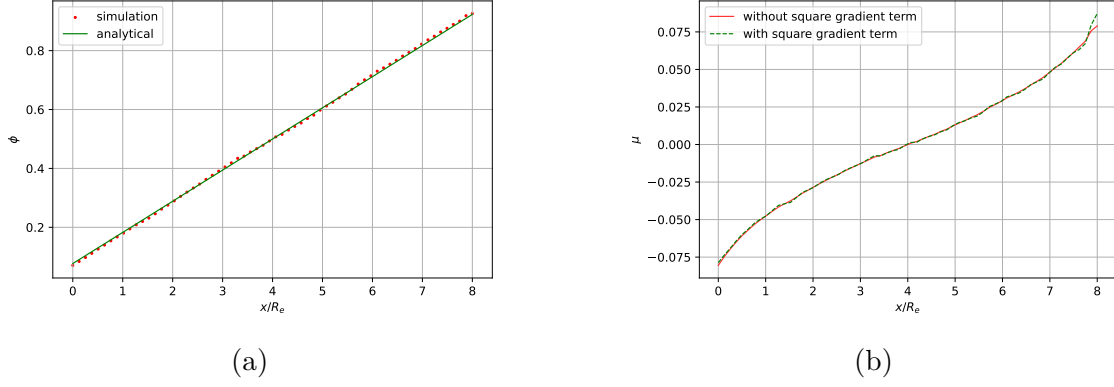 simulation
analytical
0.8
0.6
0.4
0.2
ϕ
0 1 2 3 4 5 6 7 8
x/Re
(a)
without square gradient term
with square gradient term
0.075
0.050
0.025
0.000
−0.025
−0.050
−0.075
μ
0 1 2 3 4 5 6 7 8
x/Re
(b)